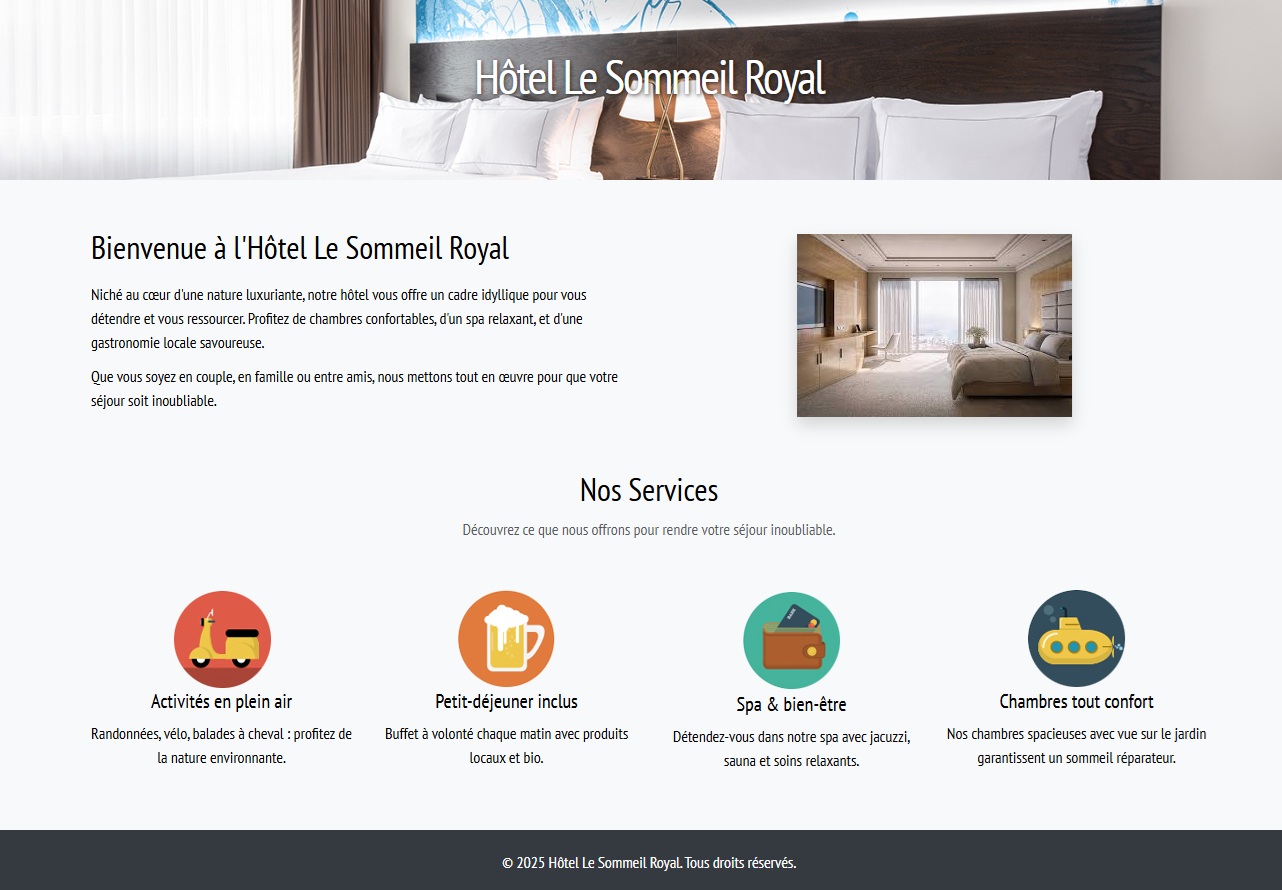 Hôtel Le Sommeil Royal
Bienvenue à l'Hôtel Le Sommeil Royal
Niché au cœur d'une nature luxuriante, notre hôtel vous offre un cadre idyllique pour vous
détendre et vous ressourcer. Profitez de chambres confortables, d'un spa relaxant, et d'une
gastronomie locale savoureuse.
Que vous soyez en couple, en famille ou entre amis, nous mettons tout en œuvre pour que votre
séjour soit inoubliable.
Nos Services
Découvrez ce que nous offrons pour rendre votre séjour inoubliable.
Activités en plein air
Randonnées, vélo, balades à cheval : profitez de
la nature environnante.
Petit-déjeuner inclus
Buffet à volonté chaque matin avec produits
locaux et bio.
Spa & bien-être
Détendez-vous dans notre spa avec jacuzzi,
sauna et soins relaxants.
Chambres tout confort
Nos chambres spacieuses avec vue sur le jardin
garantissent un sommeil réparateur.
© 2025 Hôtel Le Sommeil Royal. Tous droits réservés.